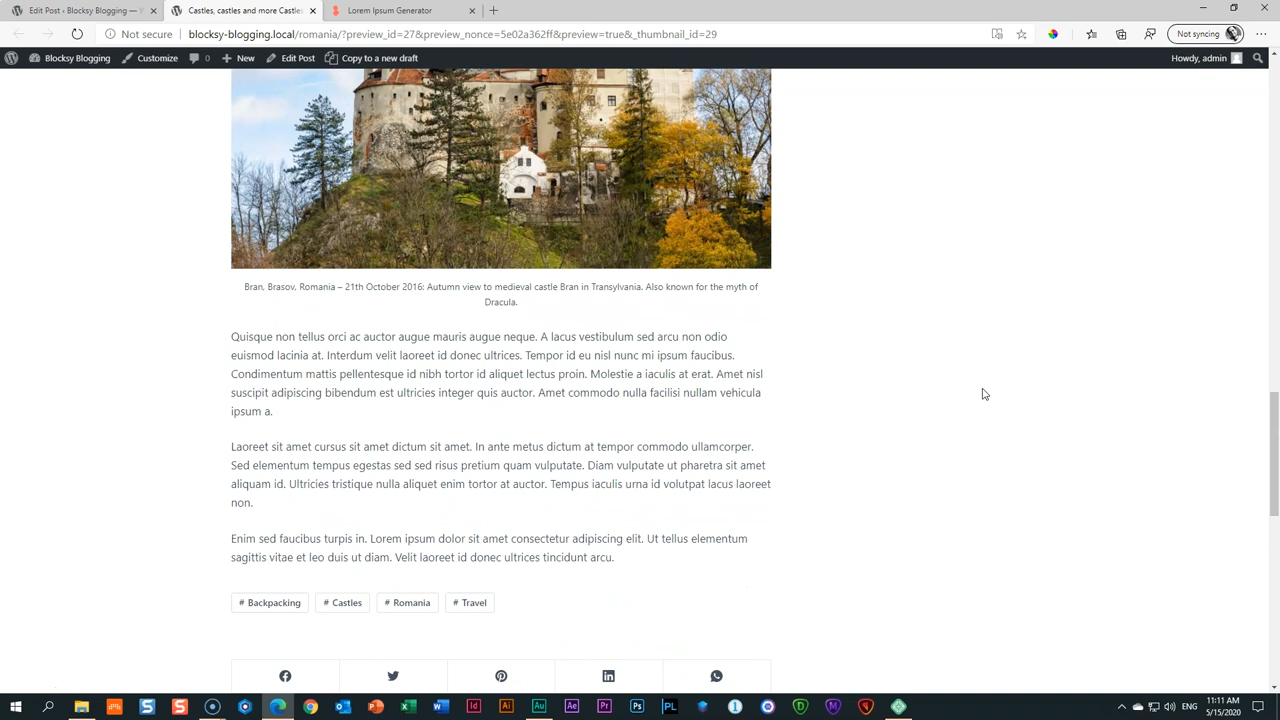 Edit Post ‹ Blocksy Blogging —
Castles, castles and more Castles
Lorem Ipsum Generator
Not secure
blocksy-blogging.local/romania/?preview_id=27&preview_nonce=5e02a362ff&preview=true&_thumbnail_id=29
Not syncing
Blocksy Blogging
Customize
0
New
Edit Post
Copy to a new draft
Howdy, admin
Bran, Brasov, Romania – 21th October 2016: Autumn view to medieval castle Bran in Transylvania. Also known for the myth of
Dracula.
Quisque non tellus orci ac auctor augue mauris augue neque. A lacus vestibulum sed arcu non odio
euismod lacinia at. Interdum velit laoreet id donec ultrices. Tempor id eu nisl nunc mi ipsum faucibus.
Condimentum mattis pellentesque id nibh tortor id aliquet lectus proin. Molestie a iaculis at erat. Amet nisl
suscipit adipiscing bibendum est ultricies integer quis auctor. Amet commodo nulla facilisi nullam vehicula
ipsum a.
Laoreet sit amet cursus sit amet dictum sit amet. In ante metus dictum at tempor commodo ullamcorper.
Sed elementum tempus egestas sed sed risus pretium quam vulputate. Diam vulputate ut pharetra sit amet
aliquam id. Ultricies tristique nulla aliquet enim tortor at auctor. Tempus iaculis urna id volutpat lacus laoreet
non.
Enim sed faucibus turpis in. Lorem ipsum dolor sit amet consectetur adipiscing elit. Ut tellus elementum
sagittis vitae et leo duis ut diam. Velit laoreet id donec ultrices tincidunt arcu.
# Backpacking
# Castles
# Romania
# Travel
ENG
11:11 AM
5/15/2020